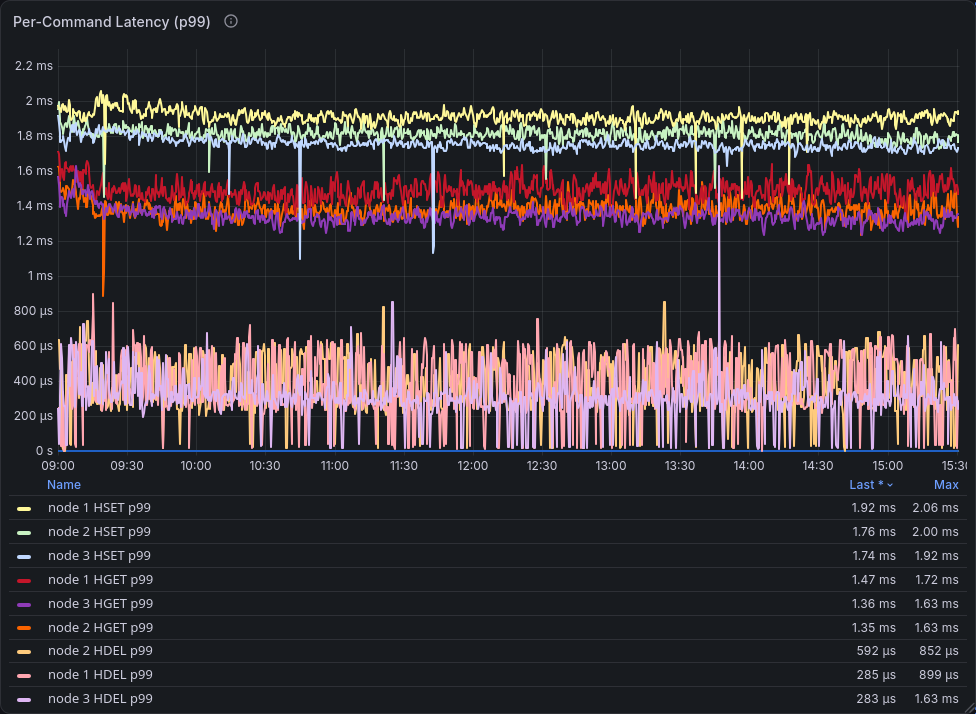 Per-Command Latency (p99)
2.2 ms
2 ms
1.8 ms
1.6 ms
1.4 ms
1.2 ms
1 ms
800 µs
600 µs
400 µs
200 µs
0 s
09:00 09:30 10:00 10:30 11:00 11:30 12:00 12:30 13:00 13:30 14:00 14:30 15:00 15:30
Name Last * Max
node 1 HSET p99 1.92 ms 2.06 ms
node 2 HSET p99 1.76 ms 2.00 ms
node 3 HSET p99 1.74 ms 1.92 ms
node 1 HGET p99 1.47 ms 1.72 ms
node 3 HGET p99 1.36 ms 1.63 ms
node 2 HGET p99 1.35 ms 1.63 ms
node 2 HDEL p99 592 µs 852 µs
node 1 HDEL p99 285 µs 899 µs
node 3 HDEL p99 283 µs 1.63 ms